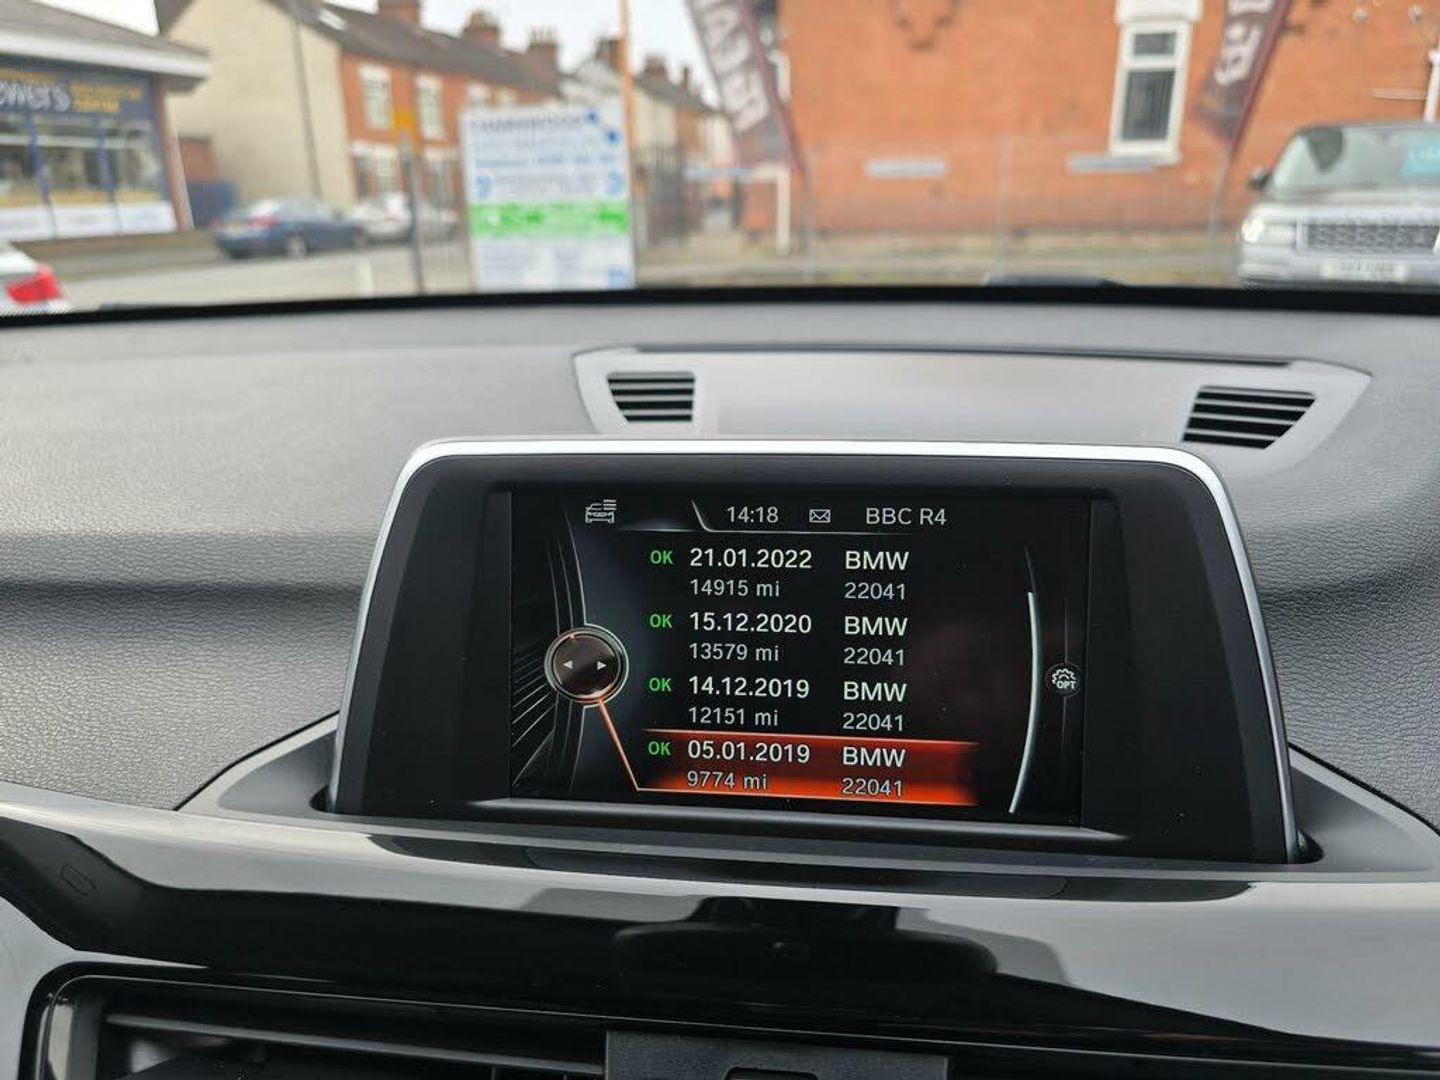 14:18 BBC R4
OK 21.01.2022 BMW
14915 mi 22041
OK 15.12.2020 BMW
13579 mi 22041
OK 14.12.2019 BMW
12151 mi 22041
OK 05.01.2019 BMW
9774 mi 22041
OPT